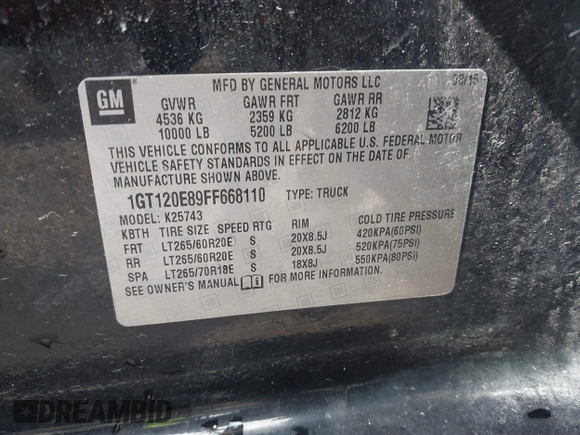 GM
MFD BY GENERAL MOTORS LLC 08/15
GVWR GAWR FRT GAWR RR
4536 KG 2359 KG 2812 KG
10000 LB 5200 LB 6200 LB
THIS VEHICLE CONFORMS TO ALL APPLICABLE U.S. FEDERAL MOTOR
VEHICLE SAFETY STANDARDS IN EFFECT ON THE DATE OF
MANUFACTURE SHOWN ABOVE.
1GT120E89FF668110 TYPE: TRUCK
MODEL: K25743
KBTH TIRE SIZE SPEED RTG RIM COLD TIRE PRESSURE
FRT LT265/60R20E S 20X8.5J 420KPA(60PSI)
RR LT265/60R20E S 20X8.5J 520KPA(75PSI)
SPA LT265/70R18E S 18X8J 550KPA(80PSI)
SEE OWNER'S MANUAL FOR MORE INFORMATION.
DREAMBID